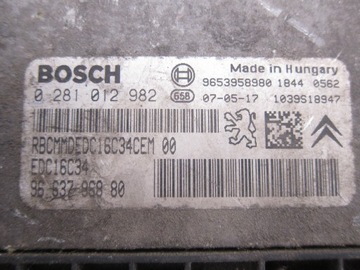 BOSCH
Made in Hungary
9653958980 1844 0562
0 281 012 982
658
07-05-17
1039S18947
RBCMMDEDC16C34CEM 00
EDC16C34
96 637 968 80